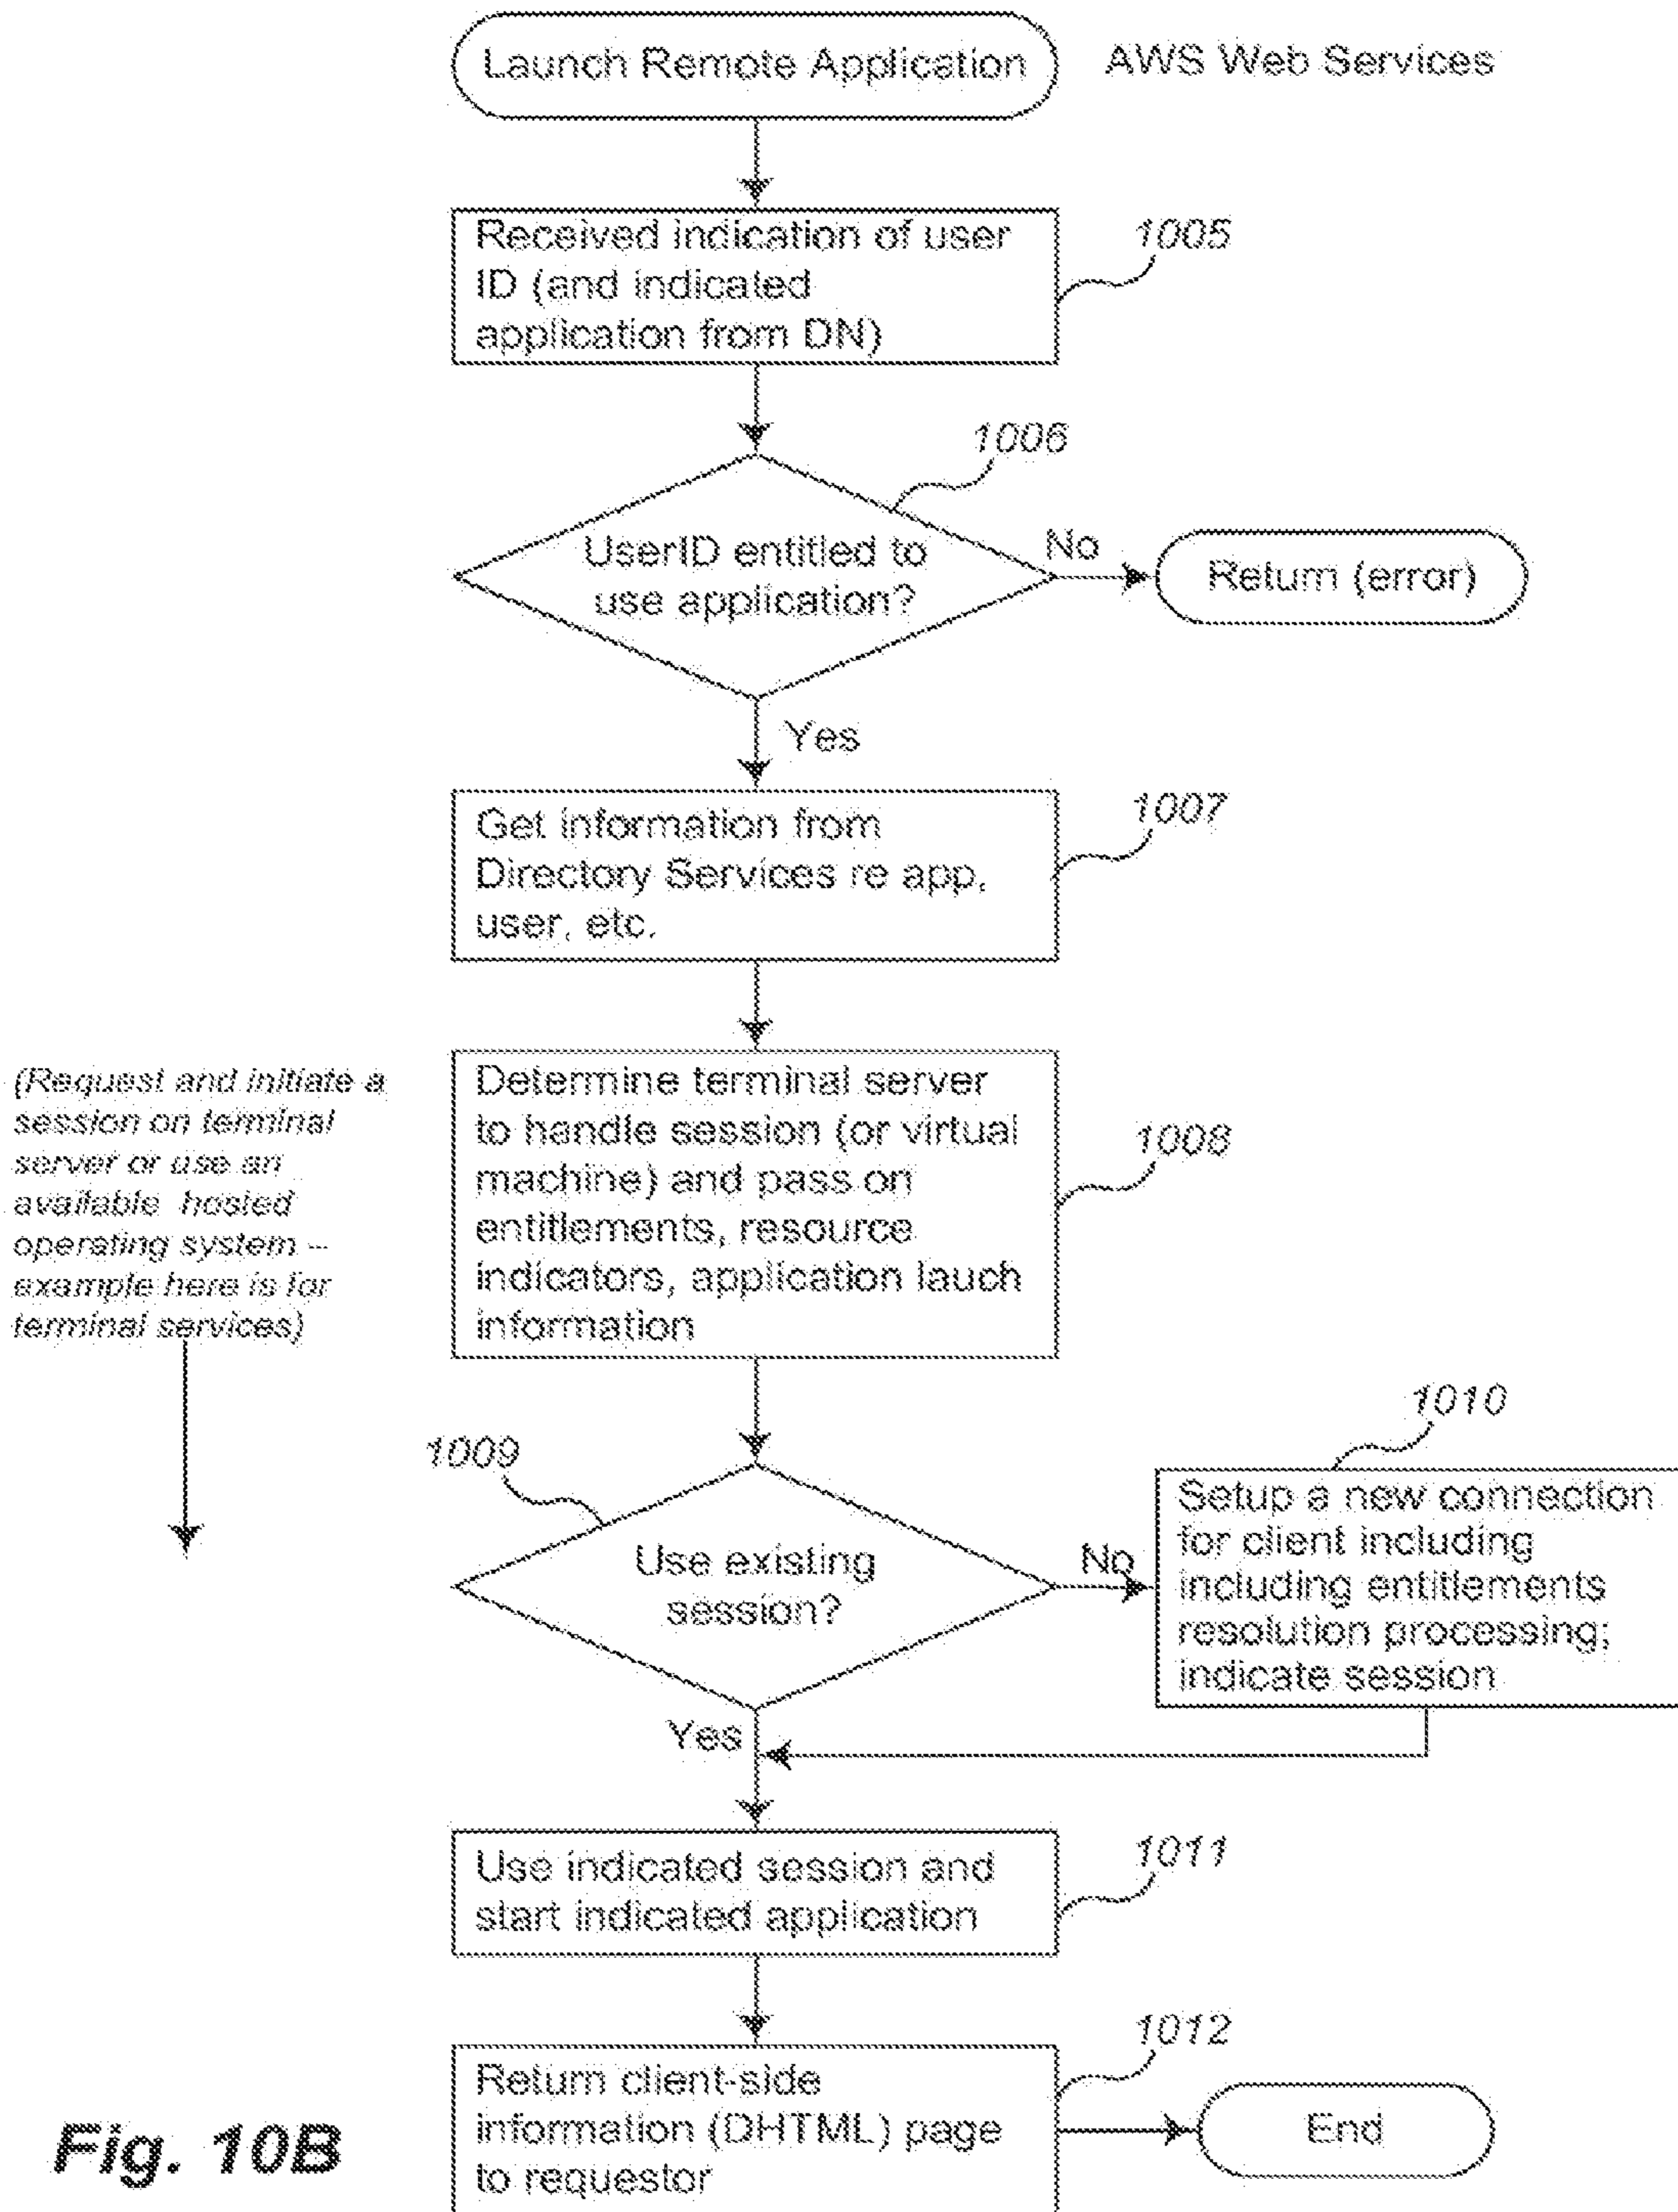 Launch Remote Application
AWS Web Services
Received indication of user
ID (and indicated
application from DN)
1005
1006
UserID entitled to
use application?
No
Return (error)
Yes
Get information from
Directory Services re app,
user, etc.
1007
(Request and initiate a
session on terminal
server or use an
available hosted
operating system –
example here is for
terminal services)
Determine terminal server
to handle session (or virtual
machine) and pass on
entitlements, resource
indicators, application lauch
information
1008
1009
Use existing
session?
No
1010
Setup a new connection
for client including
including entitlements
resolution processing;
indicate session
Yes
Use indicated session and
start indicated application
1011
Return client-side
information (DHTML) page
to requestor
1012
End
Fig. 10B